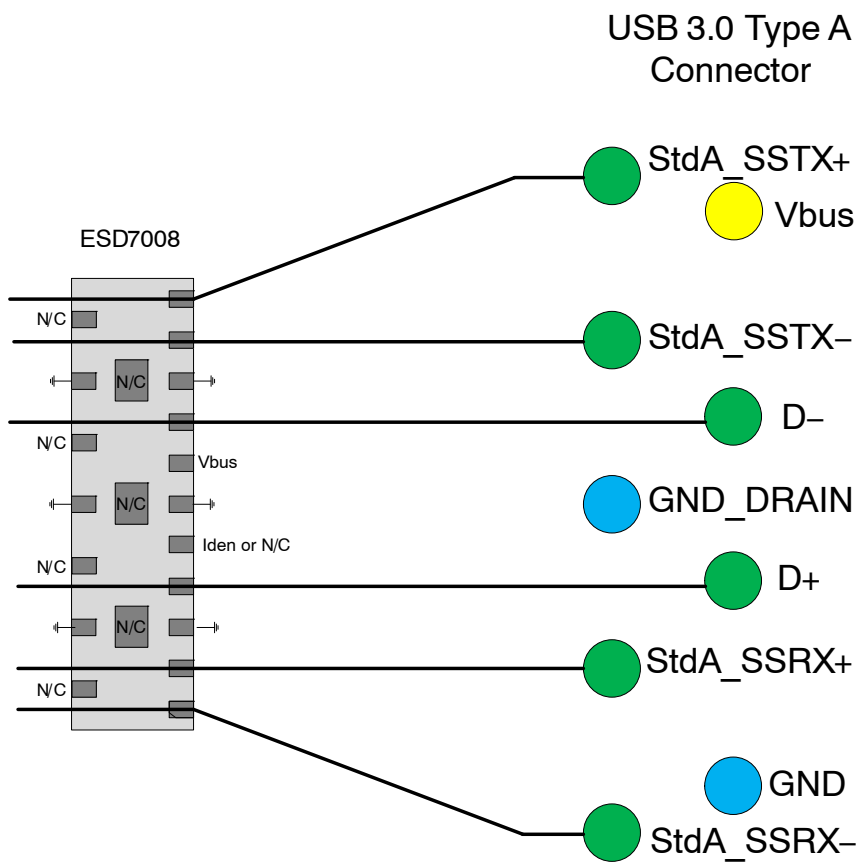 USB 3.0 Type A
Connector
StdA_SSTX+
Vbus
ESD7008
N/C
StdA_SSTX−
N/C
D−
N/C
Vbus
N/C
GND_DRAIN
Iden or N/C
N/C
D+
N/C
StdA_SSRX+
N/C
GND
StdA_SSRX−